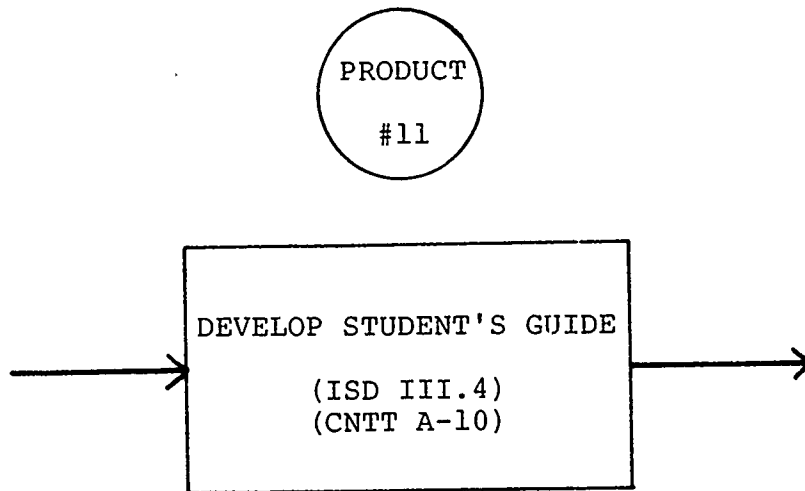 PRODUCT
#11
DEVELOP STUDENT'S GUIDE
(ISD III.4)
(CNTT A-10)